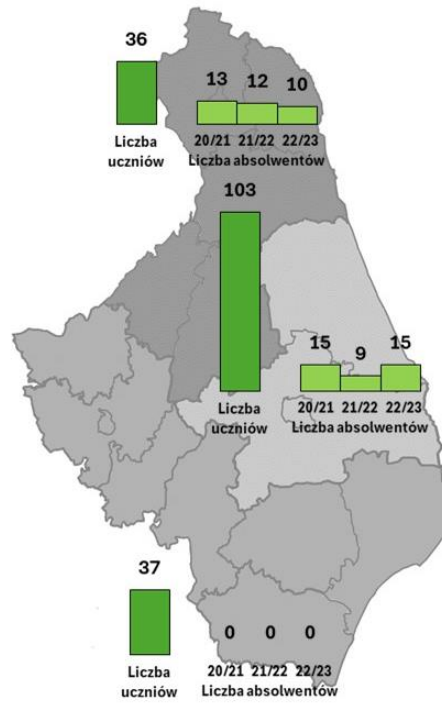 36
13 12 10
20/21 21/22 22/23
Liczba
uczniów
Liczba absolwentów
103
15 9 15
20/21 21/22 22/23
Liczba
uczniów
Liczba absolwentów
37
0 0 0
20/21 21/22 22/23
Liczba
uczniów
Liczba absolwentów